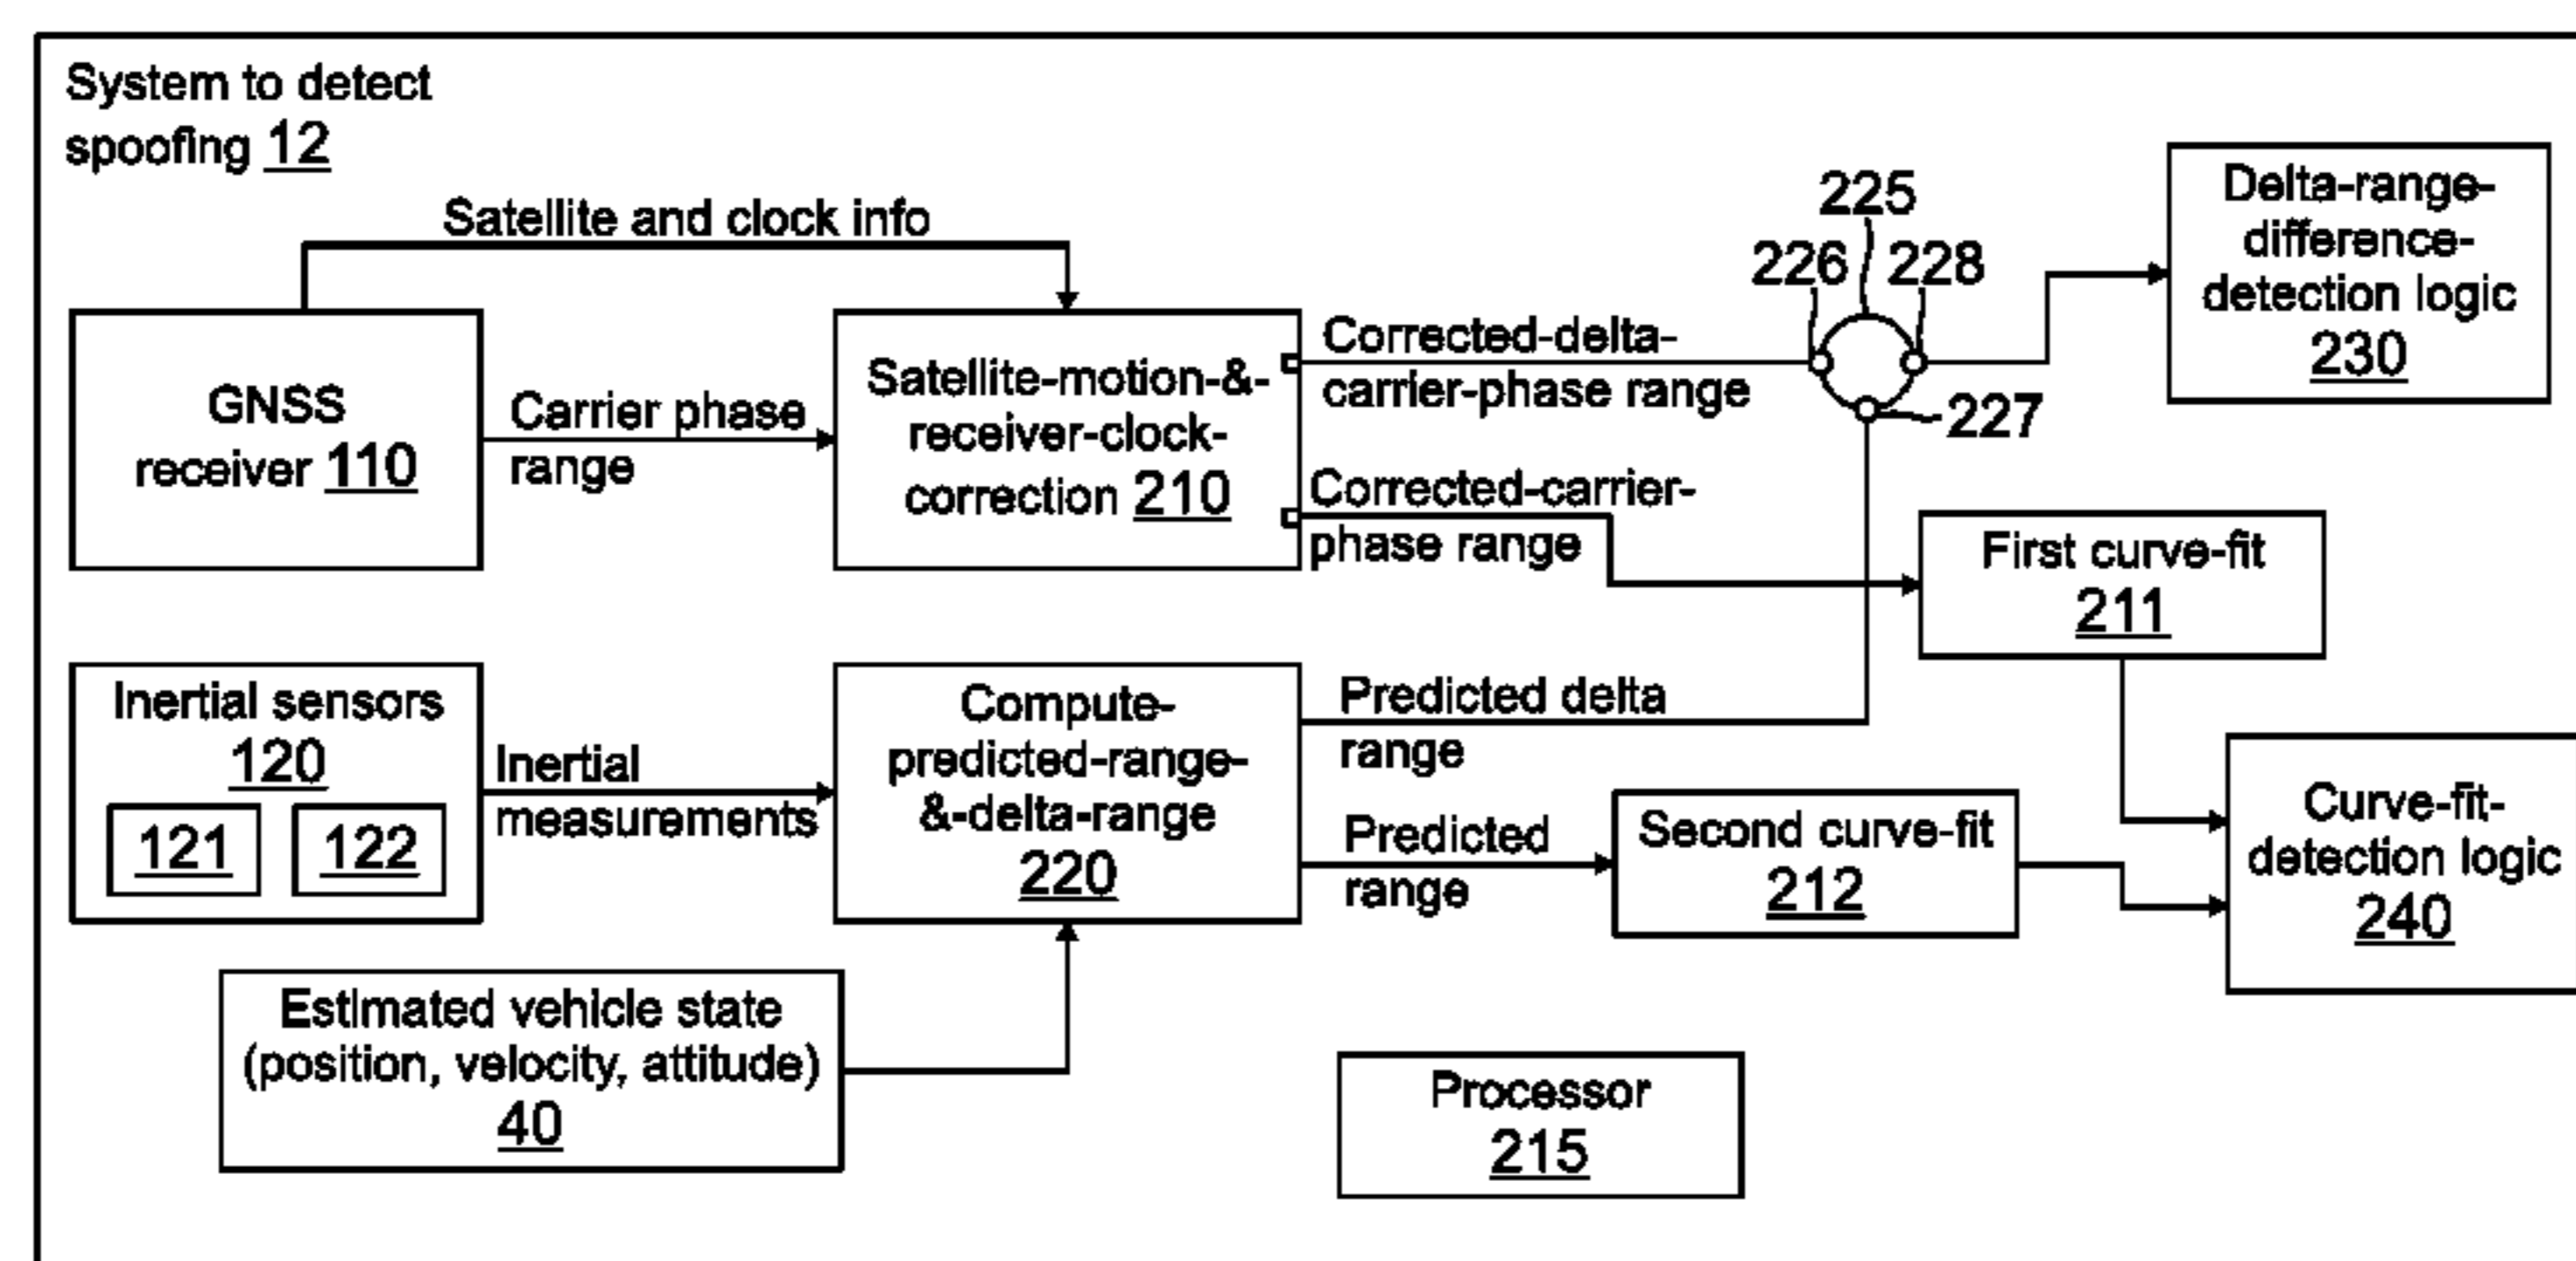 System to detect
spoofing 12
Satellite and clock info
GNSS
receiver 110
Carrier phase
range
Satellite-motion-&-
receiver-clock-
correction 210
Corrected-delta-
carrier-phase range
Corrected-carrier-
phase range
225
226
228
227
Delta-range-
difference-
detection logic
230
First curve-fit
211
Inertial sensors
120
121
122
Inertial
measurements
Compute-
predicted-range-
&-delta-range
220
Predicted delta
range
Predicted
range
Second curve-fit
212
Curve-fit-
detection logic
240
Estimated vehicle state
(position, velocity, attitude)
40
Processor
215